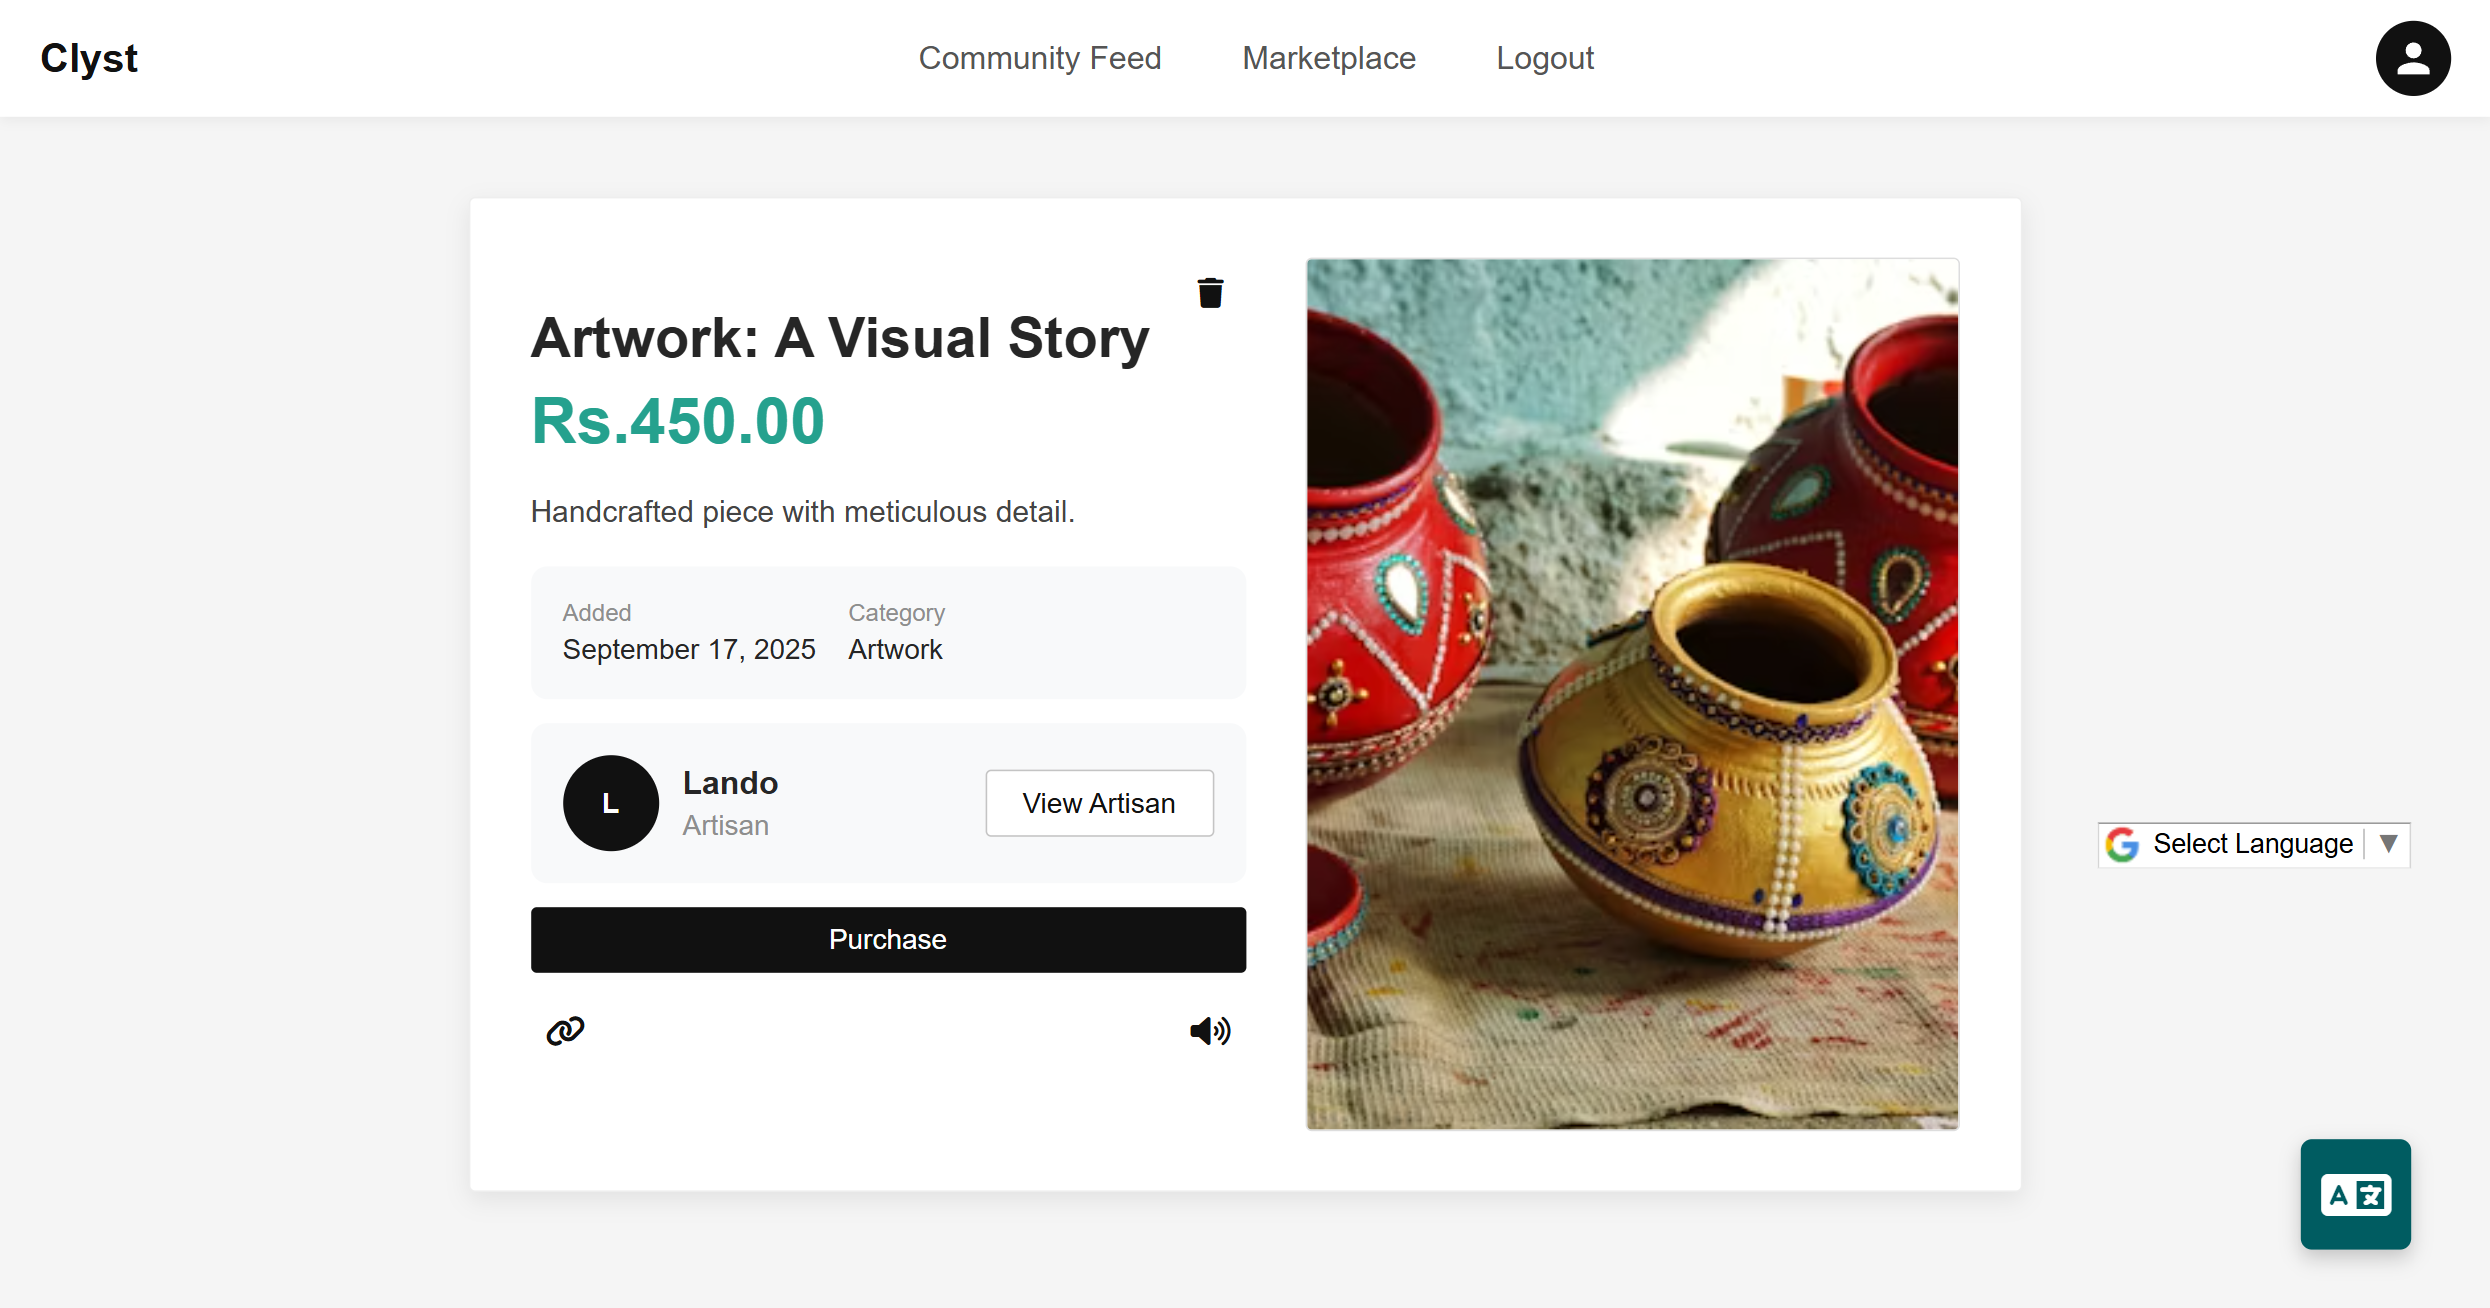 Clyst
Community Feed
Marketplace
Logout
Artwork: A Visual Story
Rs.450.00
Handcrafted piece with meticulous detail.
Added
September 17, 2025
Category
Artwork
L
Lando
Artisan
View Artisan
Purchase
Select Language
A 文